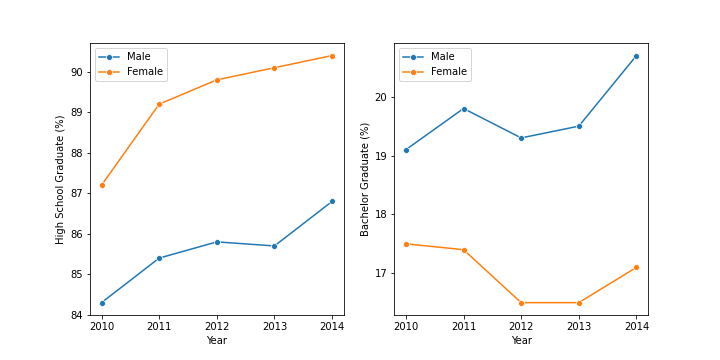 Male
Female
High School Graduate (%)
90
89
88
87
86
85
84
2010 2011 2012 2013 2014
Year
Male
Female
Bachelor Graduate (%)
20
19
18
17
2010 2011 2012 2013 2014
Year